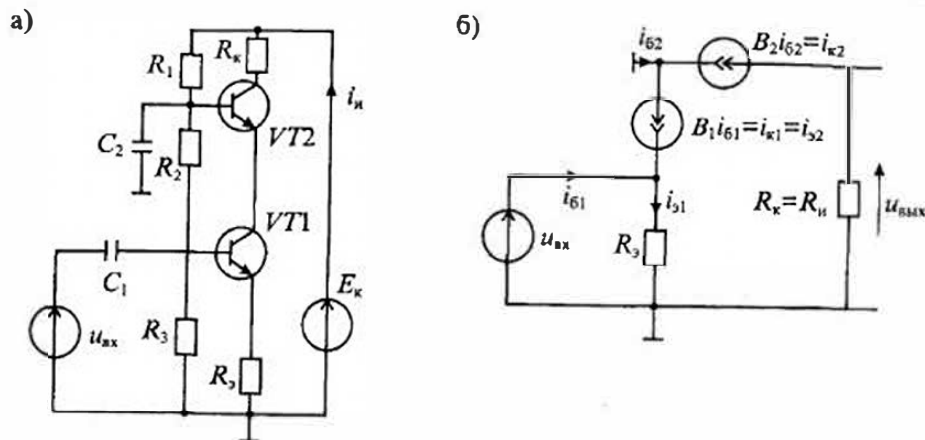 а)
R₁
Rк
iи
C₂
R₂
VT2
VT1
C₁
Eк
uвх
R₃
Rэ
б)
iб2
B₂iб2=iк2
B₁iб1=iк1=iэ2
iб1
iэ1
Rк=Rи
uвых
uвх
Rэ